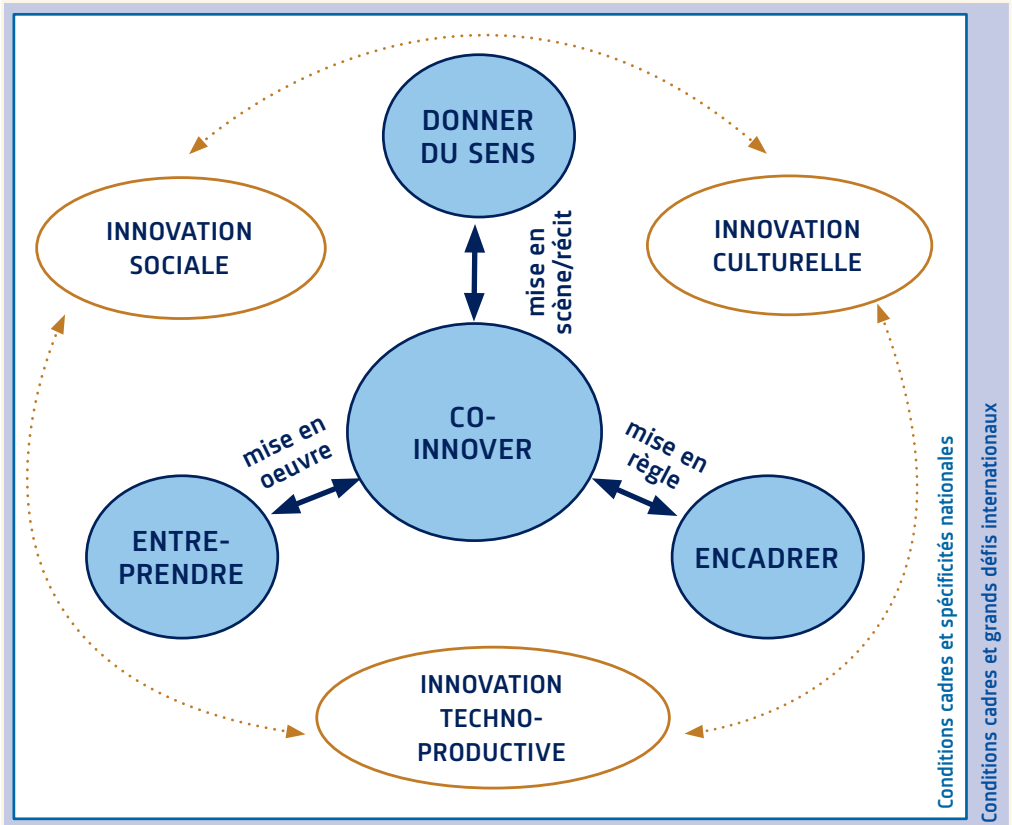 DONNER
DU SENS
INNOVATION
SOCIALE
INNOVATION
CULTURELLE
mise en
scène/récit
CO-
INNOVER
mise en
oeuvre
mise en
règle
ENTRE-
PRENDRE
ENCADRER
INNOVATION
TECHNO-
PRODUCTIVE
Conditions cadres et spécificités nationales
Conditions cadres et grands défis internationaux